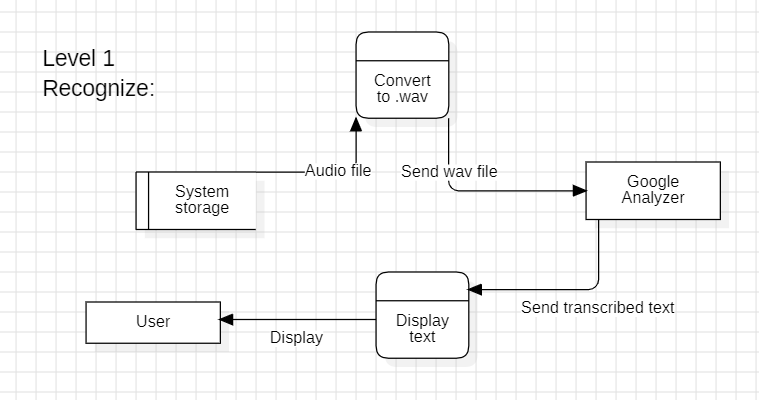 Level 1
Recognize:
Convert
to .wav
Audio file
Send wav file
System
storage
Google
Analyzer
Send transcribed text
Display
text
Display
User